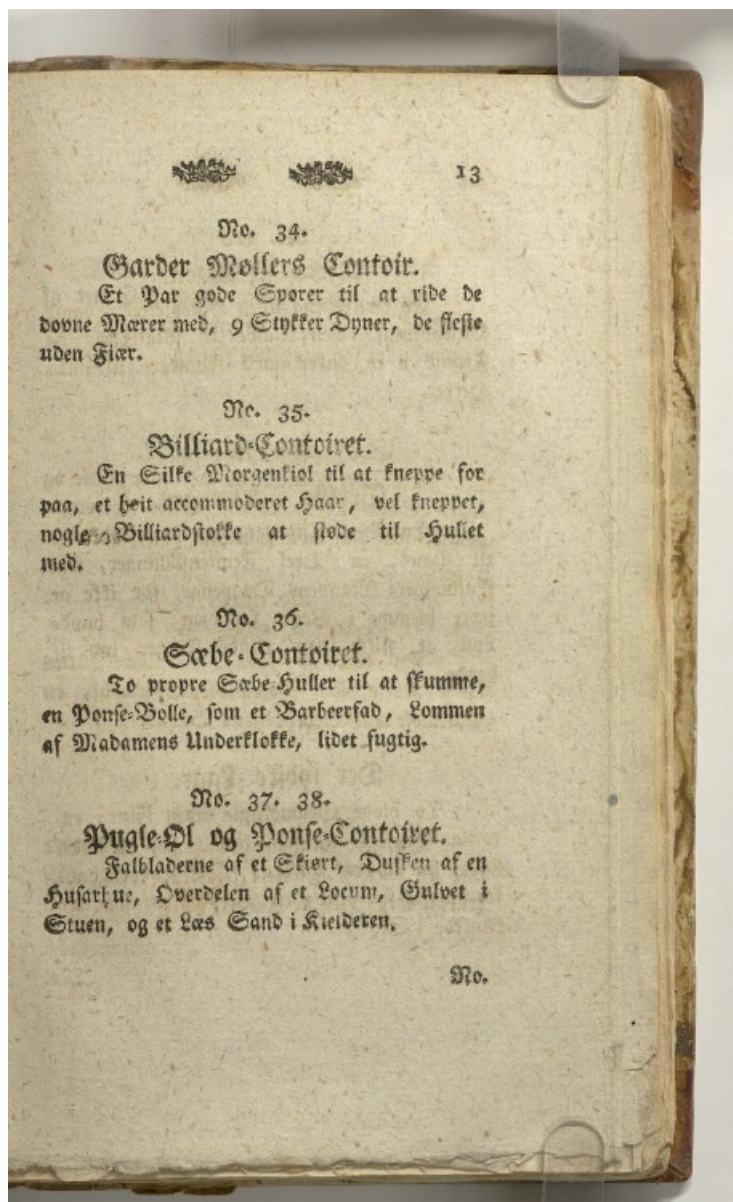 13
No. 34.
Garder Møllers Contoir.
Et Par gode Sporer til at ride de
dovne Mærer med, 9 Stykker Dyner, de fleste
uden Fiær.
No. 35.
Billiard-Contoiret.
En Silke Morgenkiol til at kneppe for
paa, et høit accommoderet Haar, vel kneppet,
nogle Billiardstokke at støde til Hullet
med.
No. 36.
Sæbe-Contoiret.
To propre Sæbe-Huller til at skumme,
en Ponse-Bolle, som et Barbeerfad, Lommen
af Madamens Underklokke, lidet fugtig.
No. 37. 38.
Pugle-Øl og Ponse-Contoiret.
Falbladerne af et Skiørt, Dusken af en
Husarhue, Overdelen af et Locum, Gulvet i
Stuen, og et Læs Sand i Kielderen.
No.